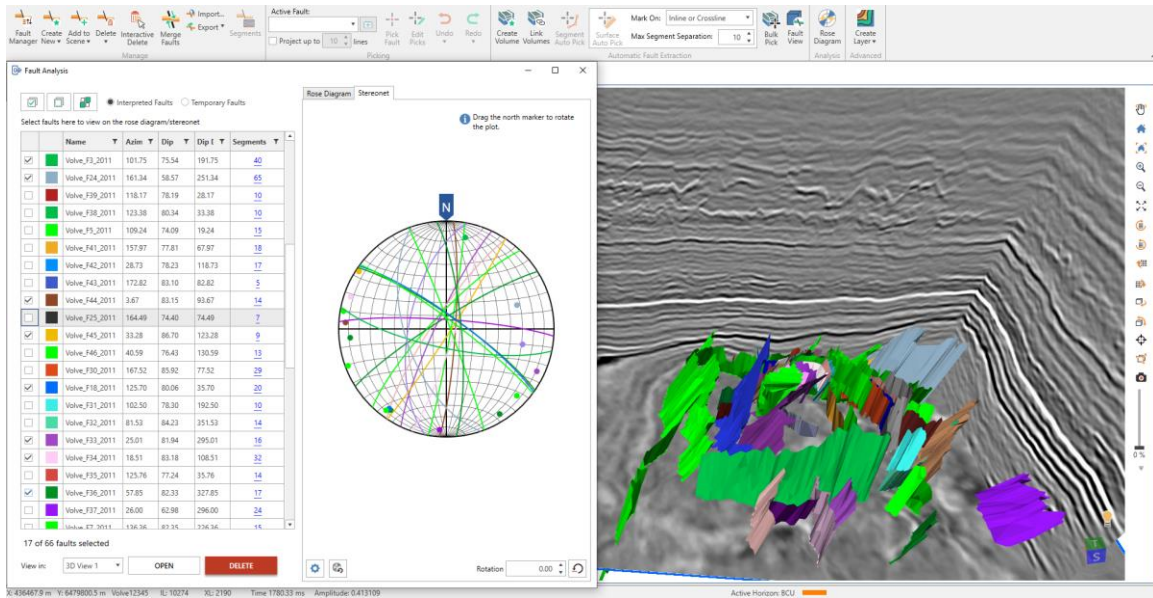 Fault Manager
Create New
Add to Scene
Delete
Interactive Delete
Merge Faults
Import...
Export
Segments
Manage
Active Fault:
Project up to 10 lines
Pick Fault
Edit Picks
Undo
Redo
Picking
Create Volume
Link Volumes
Segment Auto Pick
Surface Auto Pick
Mark On: Inline or Crossline
Max Segment Separation: 10
Bulk Pick
Fault View
Automatic Fault Extraction
Rose Diagram
Analysis
Create Layer
Advanced
Fault Analysis
Interpreted Faults Temporary Faults
Select faults here to view on the rose diagram/stereonet
Name Azim Dip Dip I Segments
Volve_F3_2011 101.75 75.54 191.75 40
Volve_F24_2011 161.34 58.57 251.34 65
Volve_F39_2011 118.17 78.19 28.17 10
Volve_F38_2011 123.38 80.34 33.38 10
Volve_F5_2011 109.24 74.09 19.24 15
Volve_F41_2011 157.97 77.81 67.97 18
Volve_F42_2011 28.73 78.23 118.73 17
Volve_F43_2011 172.82 83.10 82.82 5
Volve_F44_2011 3.67 83.15 93.67 14
Volve_F25_2011 164.49 74.40 74.49 7
Volve_F45_2011 33.28 86.70 123.28 9
Volve_F46_2011 40.59 76.43 130.59 13
Volve_F30_2011 167.52 85.92 77.52 29
Volve_F18_2011 125.70 80.06 35.70 20
Volve_F31_2011 102.50 78.30 192.50 10
Volve_F32_2011 81.53 84.23 351.53 14
Volve_F33_2011 25.01 81.94 295.01 16
Volve_F34_2011 18.51 83.18 108.51 32
Volve_F35_2011 125.76 77.24 35.76 14
Volve_F36_2011 57.85 82.33 327.85 17
Volve_F37_2011 26.00 62.98 296.00 24
Volve_F7_2011 136.36 82.35 226.36 15
17 of 66 faults selected
View in: 3D View 1 OPEN DELETE
Rose Diagram Stereonet
Drag the north marker to rotate
the plot.
N
Rotation 0.00
0 %
T
S
X: 436467.9 m Y: 6479800.5 m Volve12345 IL: 10274 XL: 2190 Time 1780.33 ms Amplitude: 0.413109
Active Horizon: BCU